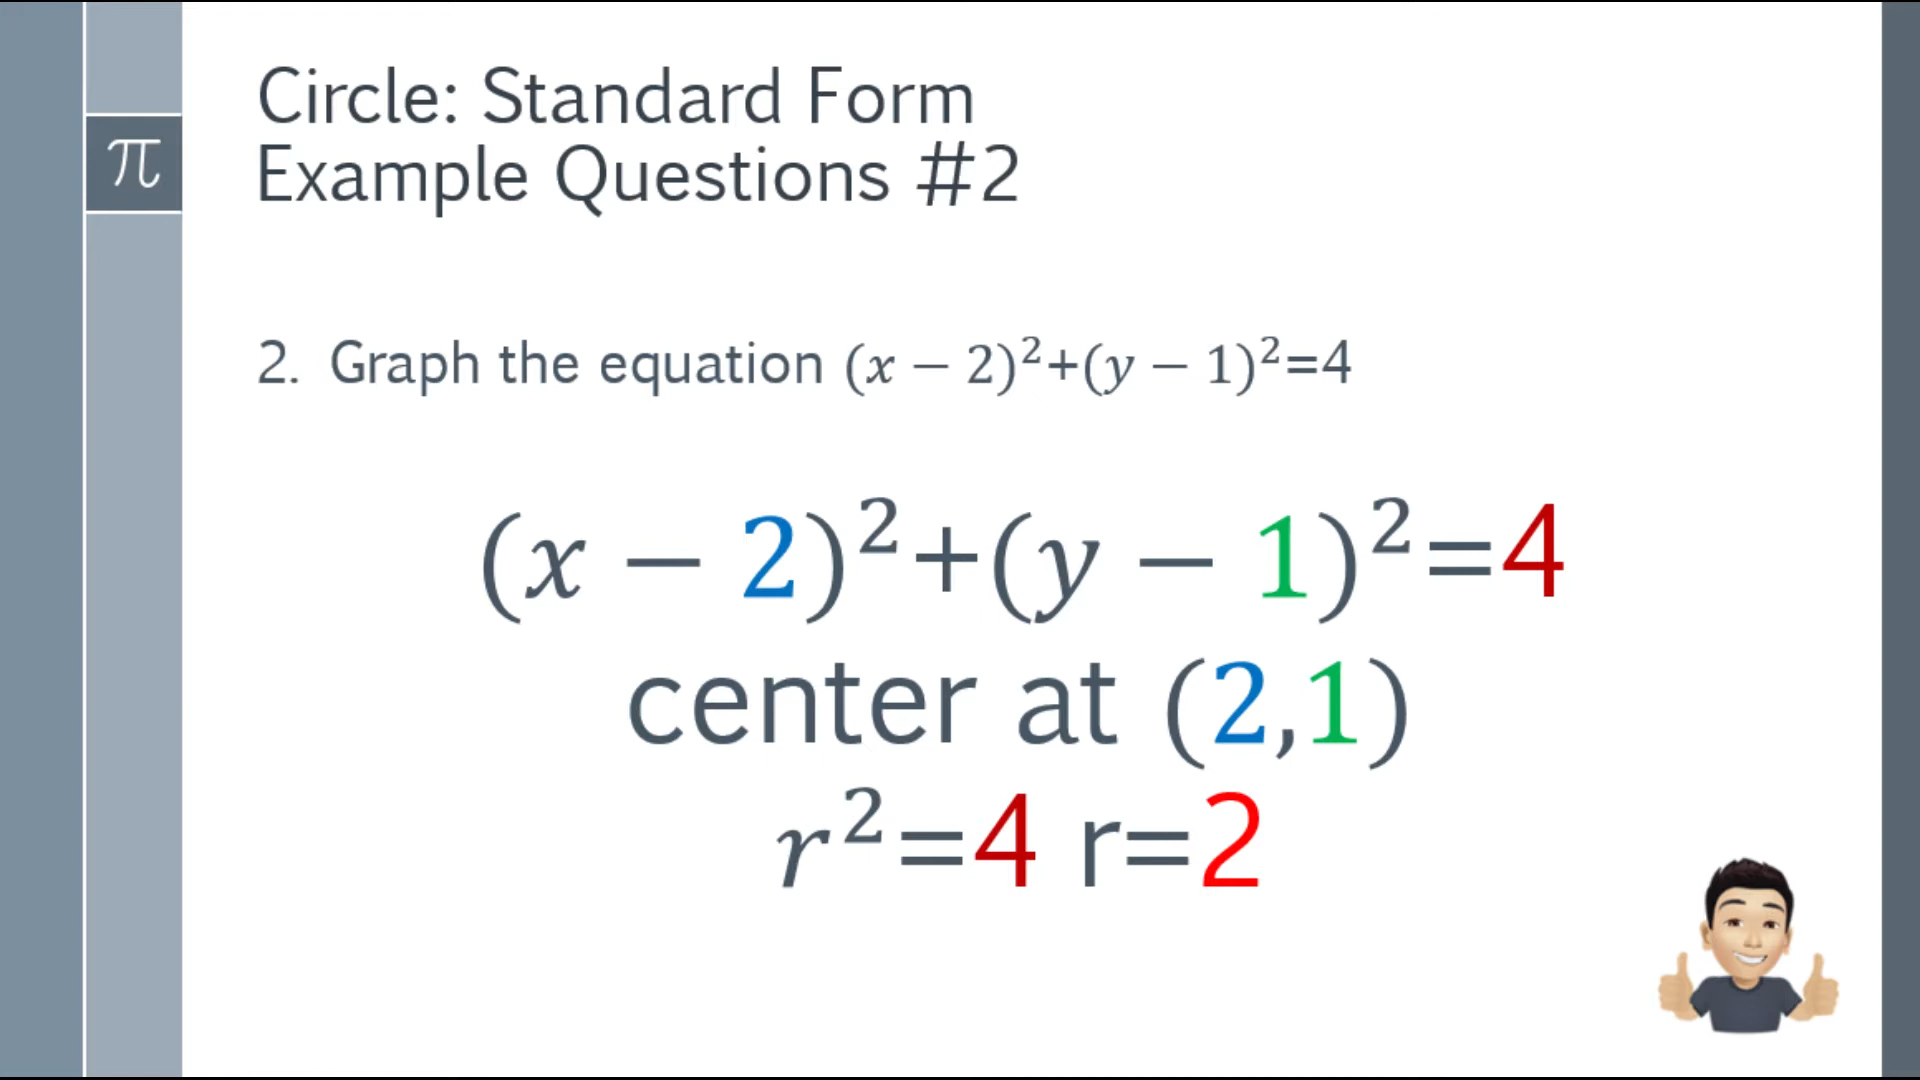 Circle: Standard Form
Example Questions #2
π
2. Graph the equation (x − 2)²+(y − 1)²=4
(x − 2)²+(y − 1)²=4
center at (2,1)
r²=4 r=2